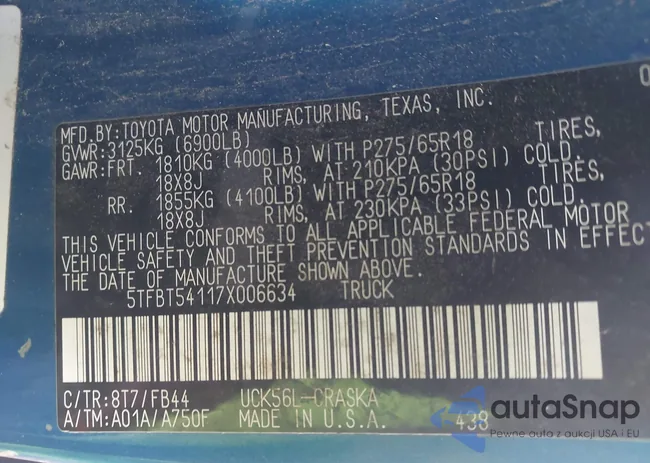 0
MFD.BY:TOYOTA MOTOR MANUFACTURING, TEXAS, INC.
GVWR:3125KG (6900LB)
GAWR:FRT. 1810KG (4000LB) WITH P275/65R18 TIRES,
18X8J RIMS, AT 210KPA (30PSI) COLD.
RR. 1855KG (4100LB) WITH P275/65R18 TIRES,
18X8J RIMS, AT 230KPA (33PSI) COLD.
THIS VEHICLE CONFORMS TO ALL APPLICABLE FEDERAL MOTOR
VEHICLE SAFETY AND THEFT PREVENTION STANDARDS IN EFFECT
THE DATE OF MANUFACTURE SHOWN ABOVE.
5TFBT54117X006634 TRUCK
C/TR:8T7/FB44 UCK56L-CRASKA
A/TM:A01A/A750F MADE IN U.S.A. 438
autaSnap
Pewne auta z aukcji USA i EU